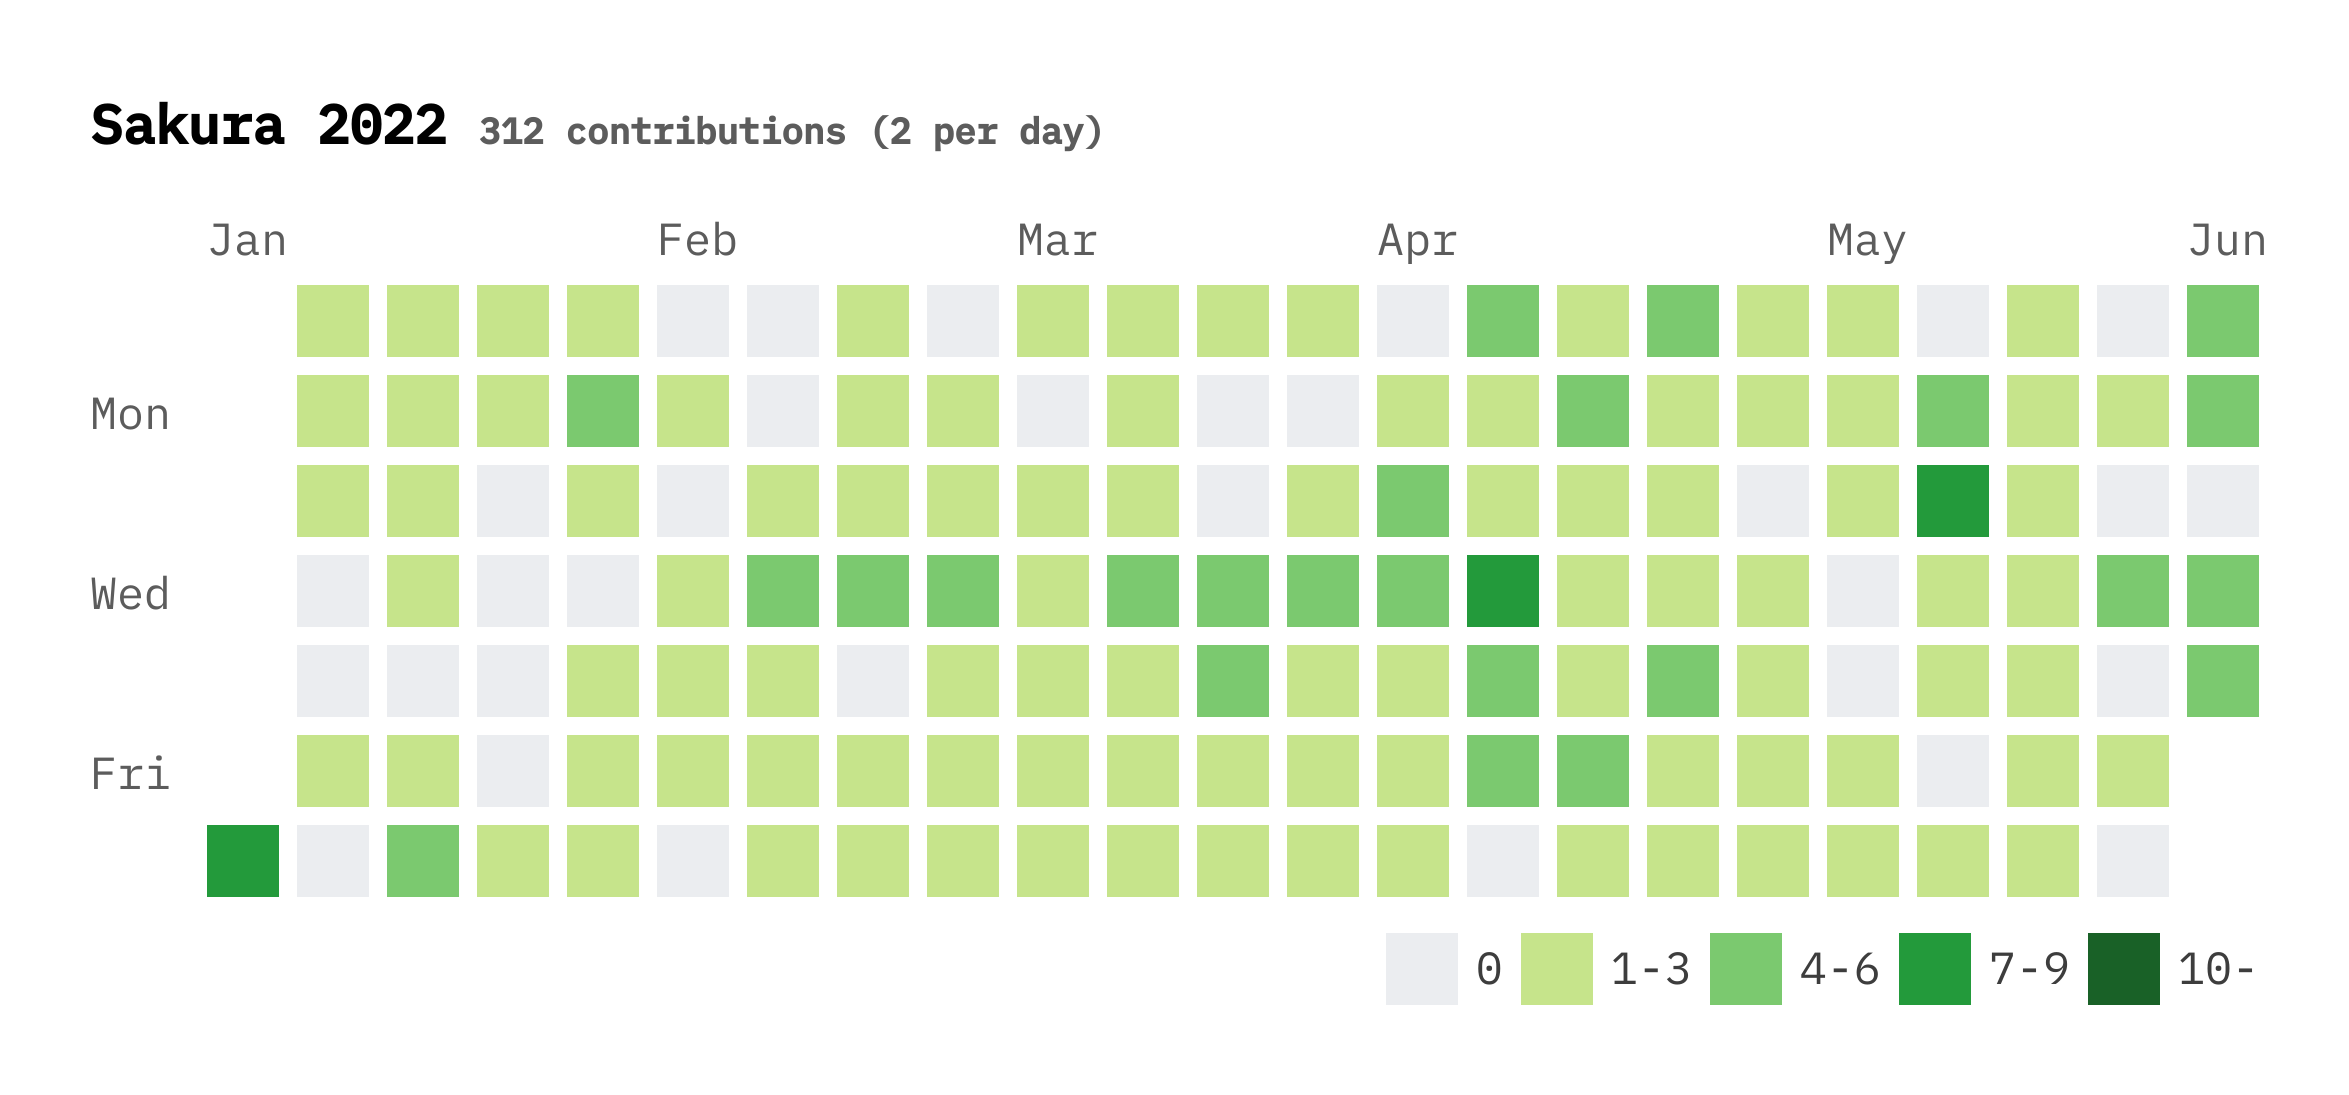 Sakura 2022 312 contributions (2 per day)
Jan Feb Mar Apr May Jun
Mon
Wed
Fri
0 1-3 4-6 7-9 10-